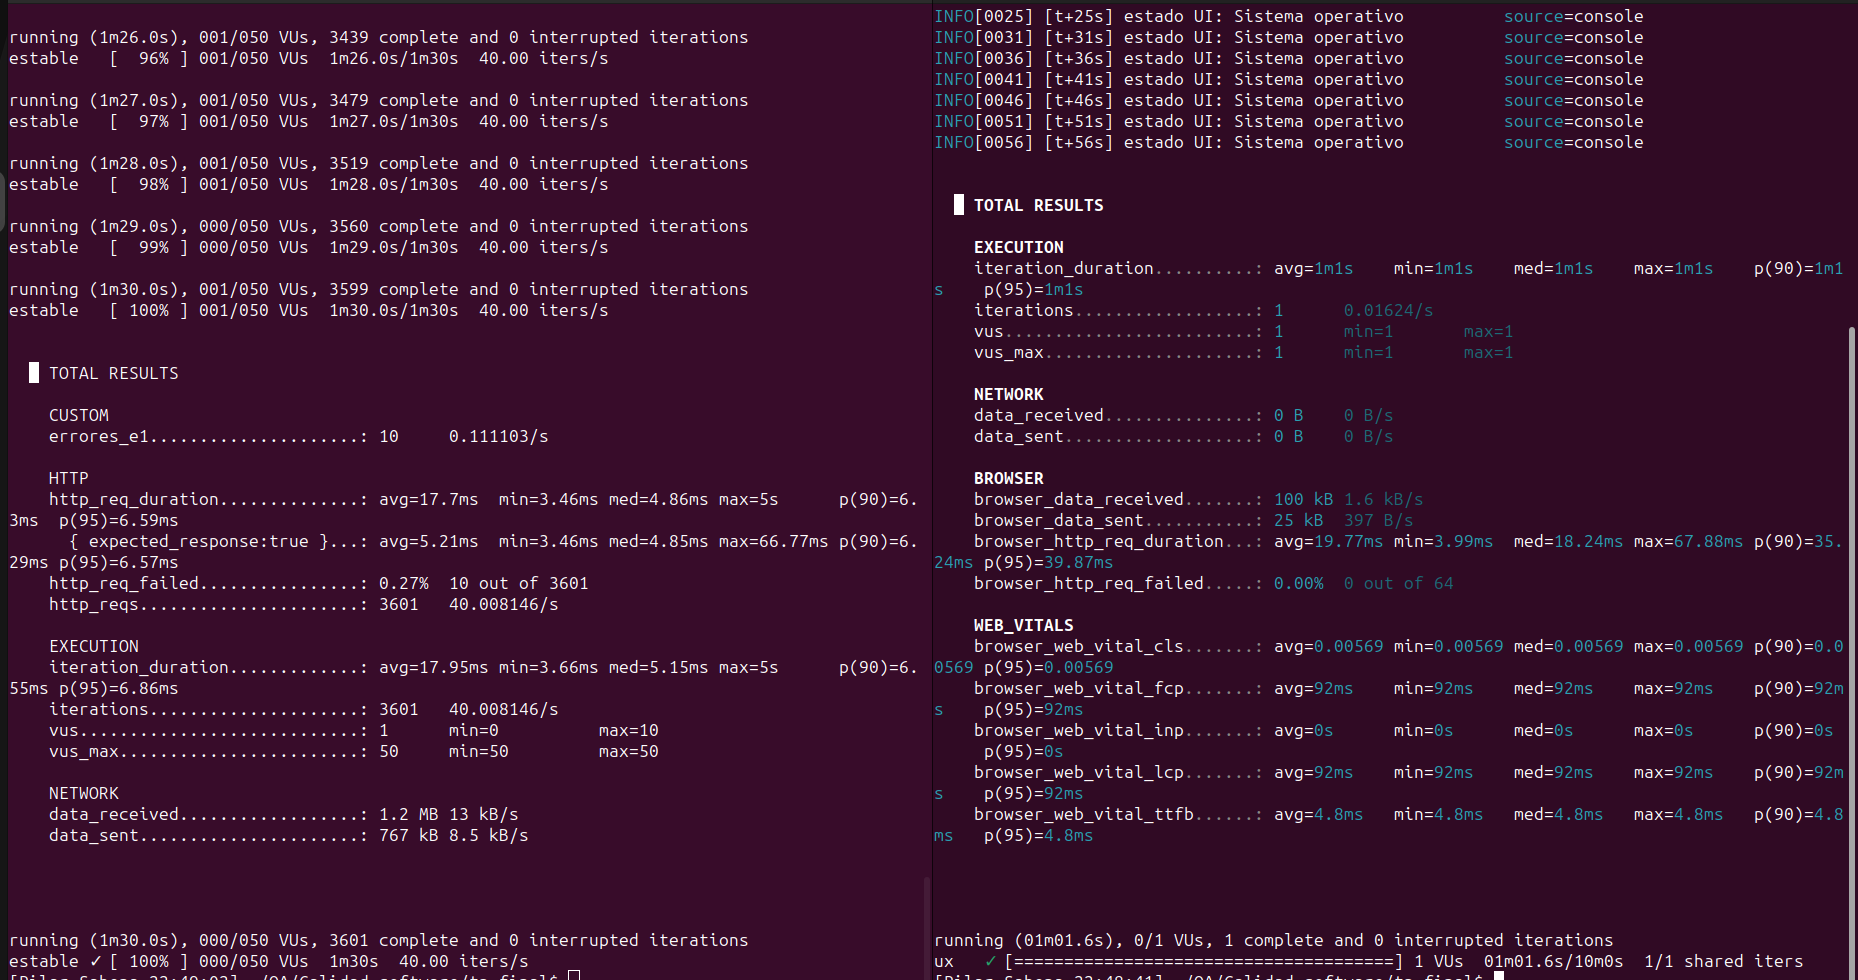 running (1m26.0s), 001/050 VUs, 3439 complete and 0 interrupted iterations
estable   [  96% ] 001/050 VUs  1m26.0s/1m30s  40.00 iters/s
running (1m27.0s), 001/050 VUs, 3479 complete and 0 interrupted iterations
estable   [  97% ] 001/050 VUs  1m27.0s/1m30s  40.00 iters/s
running (1m28.0s), 001/050 VUs, 3519 complete and 0 interrupted iterations
estable   [  98% ] 001/050 VUs  1m28.0s/1m30s  40.00 iters/s
running (1m29.0s), 000/050 VUs, 3560 complete and 0 interrupted iterations
estable   [  99% ] 000/050 VUs  1m29.0s/1m30s  40.00 iters/s
running (1m30.0s), 001/050 VUs, 3599 complete and 0 interrupted iterations
estable   [ 100% ] 001/050 VUs  1m30.0s/1m30s  40.00 iters/s
█ TOTAL RESULTS
CUSTOM
errores_e1.....................: 10     0.111103/s
HTTP
http_req_duration..............: avg=17.7ms  min=3.46ms med=4.86ms max=5s      p(90)=6.
3ms  p(95)=6.59ms
{ expected_response:true }...: avg=5.21ms  min=3.46ms med=4.85ms max=66.77ms p(90)=6.
29ms p(95)=6.57ms
http_req_failed................: 0.27%  10 out of 3601
http_reqs......................: 3601   40.008146/s
EXECUTION
iteration_duration.............: avg=17.95ms min=3.66ms med=5.15ms max=5s      p(90)=6.
55ms p(95)=6.86ms
iterations.....................: 3601   40.008146/s
vus............................: 1      min=0         max=10
vus_max........................: 50     min=50        max=50
NETWORK
data_received..................: 1.2 MB 13 kB/s
data_sent......................: 767 kB 8.5 kB/s
running (1m30.0s), 000/050 VUs, 3601 complete and 0 interrupted iterations
estable ✓ [ 100% ] 000/050 VUs  1m30s  40.00 iters/s
INFO[0025] [t+25s] estado UI: Sistema operativo          source=console
INFO[0031] [t+31s] estado UI: Sistema operativo          source=console
INFO[0036] [t+36s] estado UI: Sistema operativo          source=console
INFO[0041] [t+41s] estado UI: Sistema operativo          source=console
INFO[0046] [t+46s] estado UI: Sistema operativo          source=console
INFO[0051] [t+51s] estado UI: Sistema operativo          source=console
INFO[0056] [t+56s] estado UI: Sistema operativo          source=console
█ TOTAL RESULTS
EXECUTION
iteration_duration..........: avg=1m1s    min=1m1s    med=1m1s    max=1m1s    p(90)=1m1
s    p(95)=1m1s
iterations..................: 1      0.01624/s
vus.........................: 1      min=1       max=1
vus_max.....................: 1      min=1       max=1
NETWORK
data_received...............: 0 B    0 B/s
data_sent...................: 0 B    0 B/s
BROWSER
browser_data_received.......: 100 kB 1.6 kB/s
browser_data_sent...........: 25 kB  397 B/s
browser_http_req_duration...: avg=19.77ms min=3.99ms  med=18.24ms max=67.88ms p(90)=35.
24ms p(95)=39.87ms
browser_http_req_failed.....: 0.00%  0 out of 64
WEB_VITALS
browser_web_vital_cls.......: avg=0.00569 min=0.00569 med=0.00569 max=0.00569 p(90)=0.0
0569 p(95)=0.00569
browser_web_vital_fcp.......: avg=92ms    min=92ms    med=92ms    max=92ms    p(90)=92m
s    p(95)=92ms
browser_web_vital_inp.......: avg=0s      min=0s      med=0s      max=0s      p(90)=0s
p(95)=0s
browser_web_vital_lcp.......: avg=92ms    min=92ms    med=92ms    max=92ms    p(90)=92m
s    p(95)=92ms
browser_web_vital_ttfb......: avg=4.8ms   min=4.8ms   med=4.8ms   max=4.8ms   p(90)=4.8
ms   p(95)=4.8ms
running (01m01.6s), 0/1 VUs, 1 complete and 0 interrupted iterations
ux   ✓ [======================================] 1 VUs  01m01.6s/10m0s  1/1 shared iters